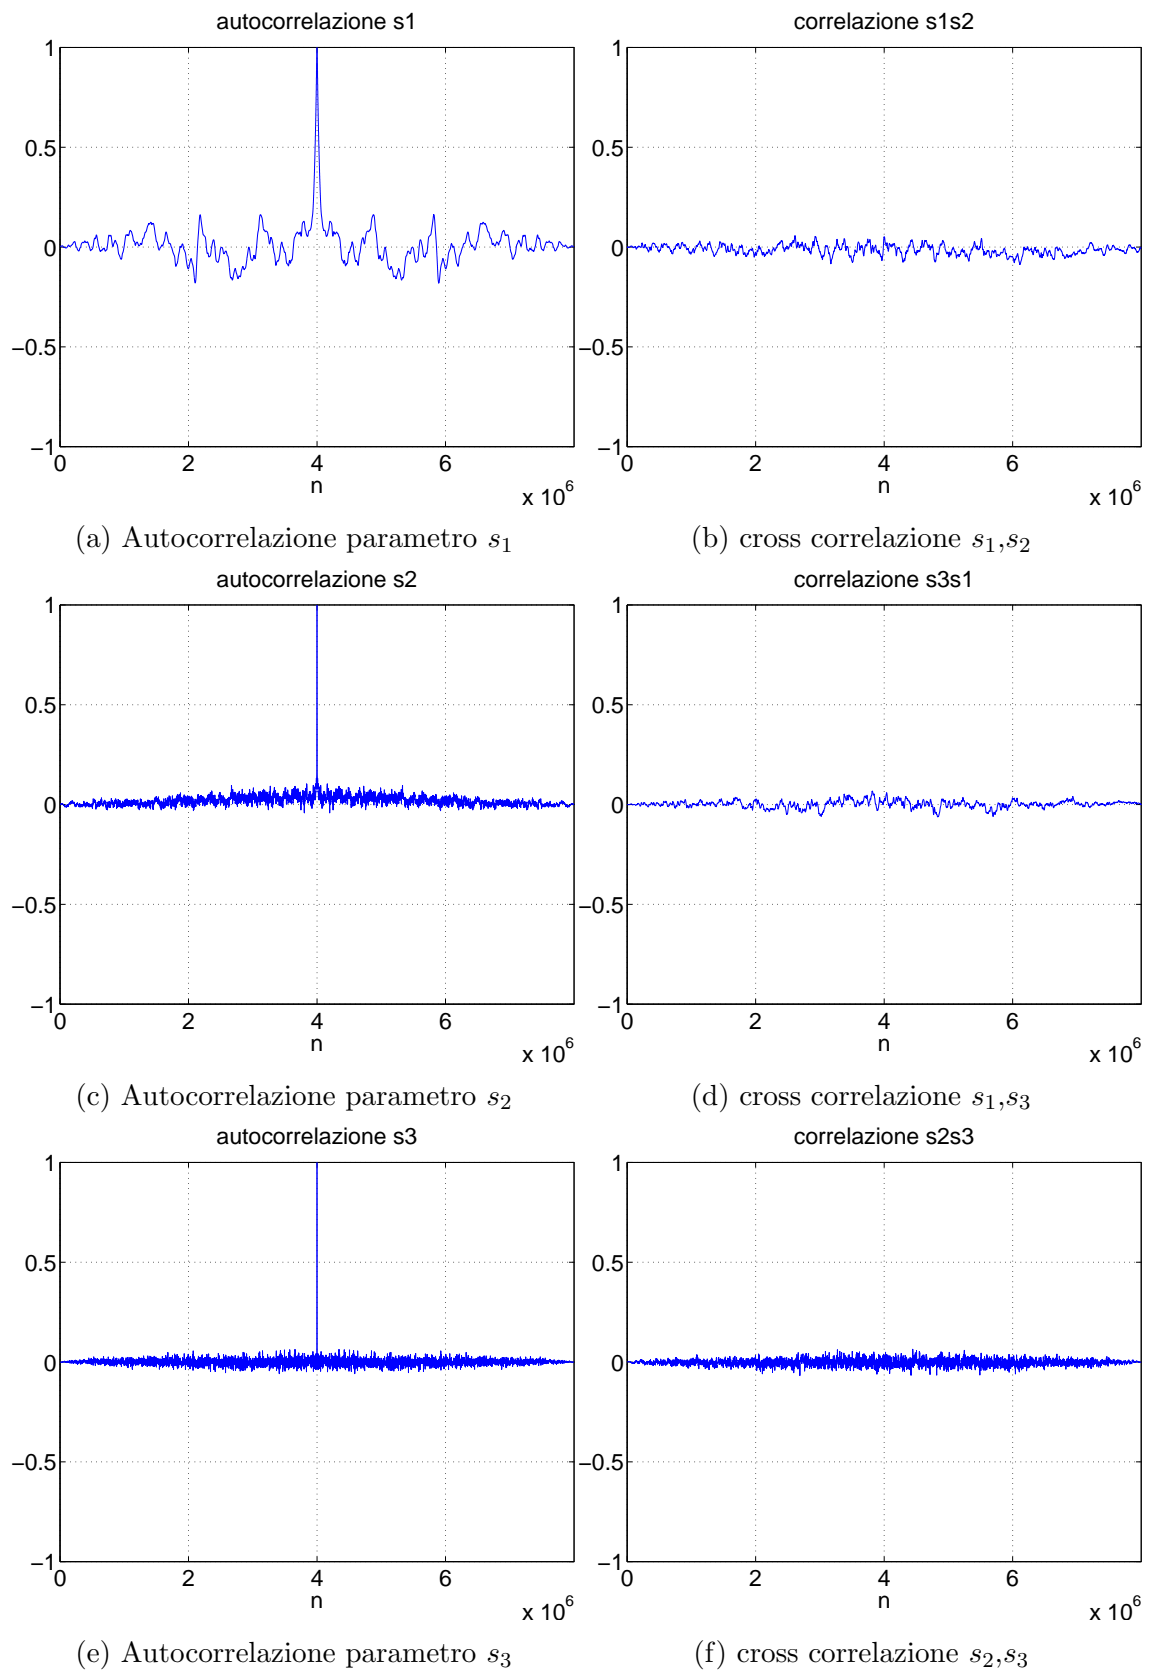 autocorrelazione s1
1
0.5
0
−0.5
−1
0 2 4 6
n
x 10^6
(a) Autocorrelazione parametro s1
correlazione s1s2
1
0.5
0
−0.5
−1
0 2 4 6
n
x 10^6
(b) cross correlazione s1,s2
autocorrelazione s2
1
0.5
0
−0.5
−1
0 2 4 6
n
x 10^6
(c) Autocorrelazione parametro s2
correlazione s3s1
1
0.5
0
−0.5
−1
0 2 4 6
n
x 10^6
(d) cross correlazione s1,s3
autocorrelazione s3
1
0.5
0
−0.5
−1
0 2 4 6
n
x 10^6
(e) Autocorrelazione parametro s3
correlazione s2s3
1
0.5
0
−0.5
−1
0 2 4 6
n
x 10^6
(f) cross correlazione s2,s3